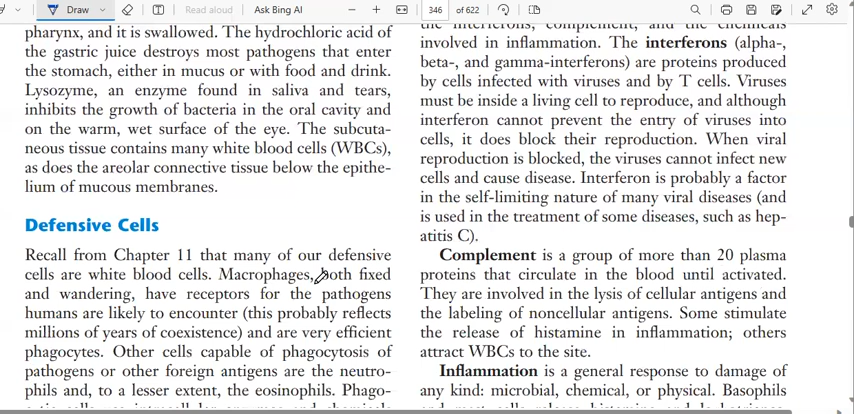 Draw
Read aloud
Ask Bing AI
346
of 622
pharynx, and it is swallowed. The hydrochloric acid of
the gastric juice destroys most pathogens that enter
the stomach, either in mucus or with food and drink.
Lysozyme, an enzyme found in saliva and tears,
inhibits the growth of bacteria in the oral cavity and
on the warm, wet surface of the eye. The subcuta-
neous tissue contains many white blood cells (WBCs),
as does the areolar connective tissue below the epithe-
lium of mucous membranes.
Defensive Cells
Recall from Chapter 11 that many of our defensive
cells are white blood cells. Macrophages, both fixed
and wandering, have receptors for the pathogens
humans are likely to encounter (this probably reflects
millions of years of coexistence) and are very efficient
phagocytes. Other cells capable of phagocytosis of
pathogens or other foreign antigens are the neutro-
phils and, to a lesser extent, the eosinophils. Phago-
the interferons, complement, and the chemicals
involved in inflammation. The interferons (alpha-,
beta-, and gamma-interferons) are proteins produced
by cells infected with viruses and by T cells. Viruses
must be inside a living cell to reproduce, and although
interferon cannot prevent the entry of viruses into
cells, it does block their reproduction. When viral
reproduction is blocked, the viruses cannot infect new
cells and cause disease. Interferon is probably a factor
in the self-limiting nature of many viral diseases (and
is used in the treatment of some diseases, such as hep-
atitis C).
Complement is a group of more than 20 plasma
proteins that circulate in the blood until activated.
They are involved in the lysis of cellular antigens and
the labeling of noncellular antigens. Some stimulate
the release of histamine in inflammation; others
attract WBCs to the site.
Inflammation is a general response to damage of
any kind: microbial, chemical, or physical. Basophils